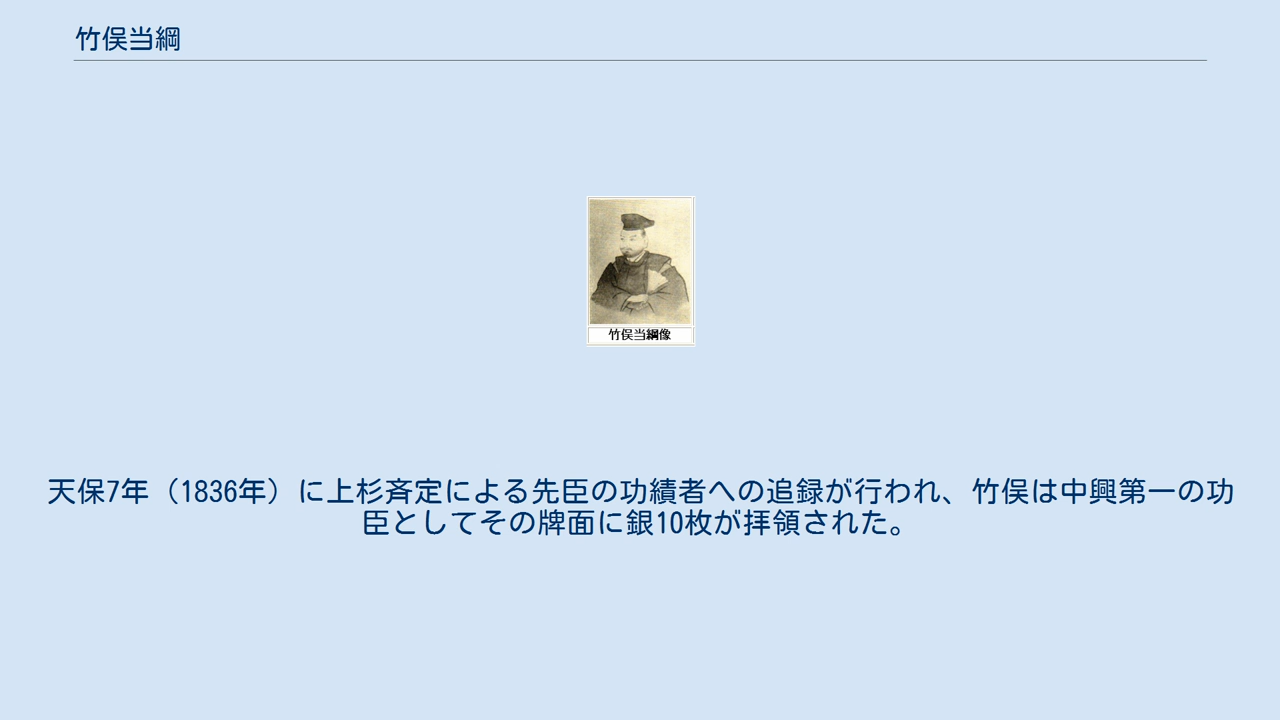 竹俣当綱
竹俣当綱像
天保7年（1836年）に上杉斉定による先臣の功績者への追録が行われ、竹俣は中興第一の功
臣としてその牌面に銀10枚が拝領された。